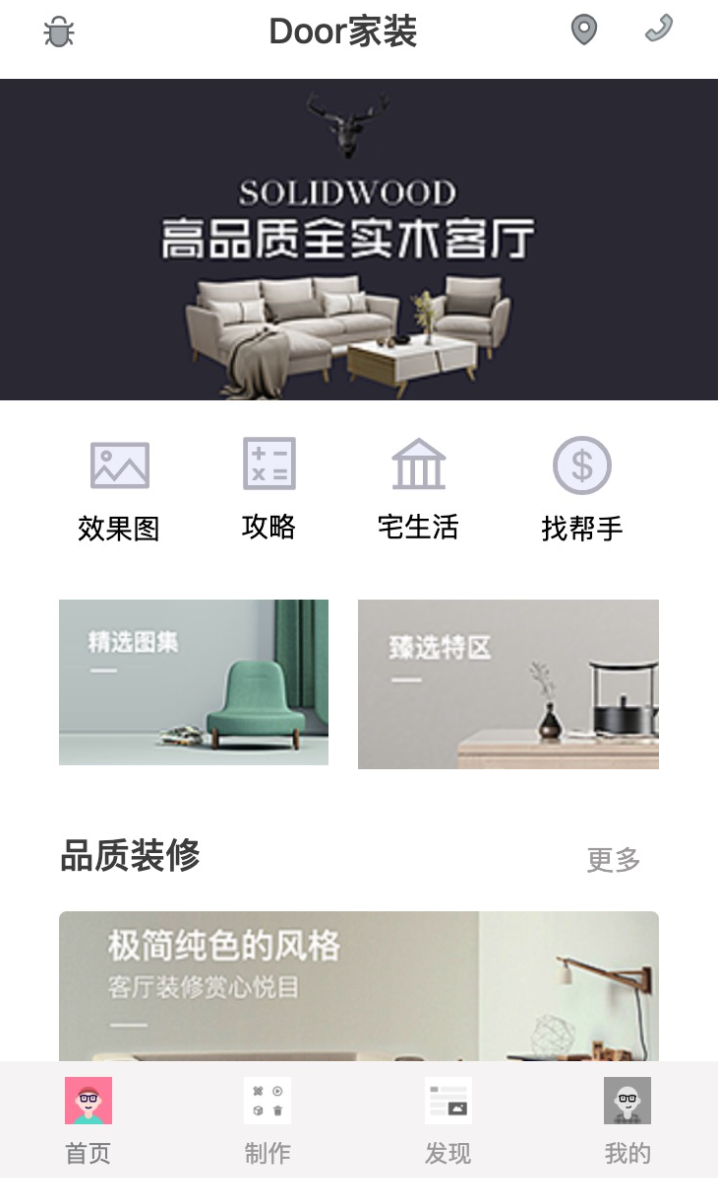 Door家装
SOLIDWOOD
高品质全实木客厅
效果图
攻略
宅生活
找帮手
精选图集
臻选特区
品质装修
更多
极简纯色的风格
客厅装修赏心悦目
首页
制作
发现
我的